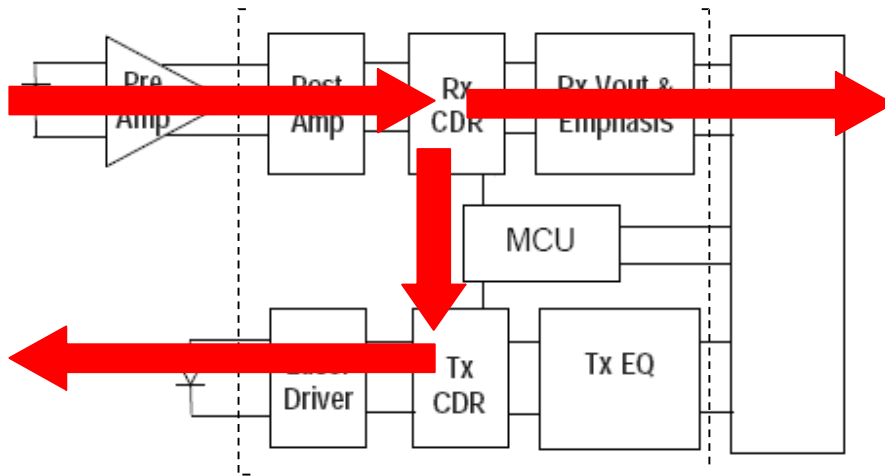 Pre
Amp
Post
Amp
Rx
CDR
Rx Vout &
Emphasis
MCU
Driver
Tx
CDR
Tx EQ